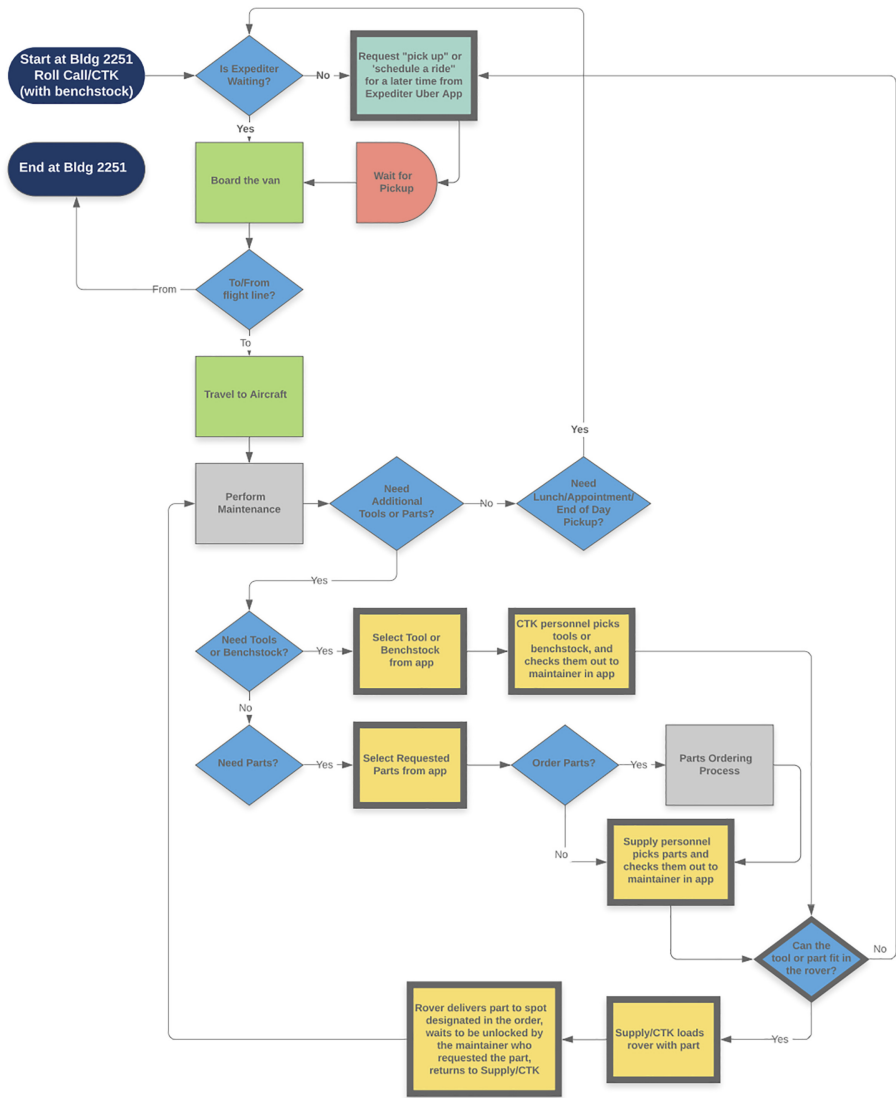 Start at Bldg 2251
Roll Call/CTK
(with benchstock)
Is Expediter
Waiting?
No
Request "pick up" or
'schedule a ride"
for a later time from
Expediter Uber App
Yes
End at Bldg 2251
Board the van
Wait for
Pickup
To/From
flight line?
From
To
Travel to Aircraft
Yes
Perform
Maintenance
Need
Additional
Tools or Parts?
No
Need
Lunch/Appointment/
End of Day
Pickup?
Yes
Need Tools
or Benchstock?
Yes
Select Tool or
Benchstock
from app
CTK personnel picks
tools or
benchstock, and
checks them out to
maintainer in app
No
Need Parts?
Yes
Select Requested
Parts from app
Order Parts?
Yes
Parts Ordering
Process
No
Supply personnel
picks parts and
checks them out to
maintainer in app
Can the
tool or part fit in
the rover?
No
Yes
Supply/CTK loads
rover with part
Rover delivers part to spot
designated in the order,
waits to be unlocked by
the maintainer who
requested the part,
returns to Supply/CTK